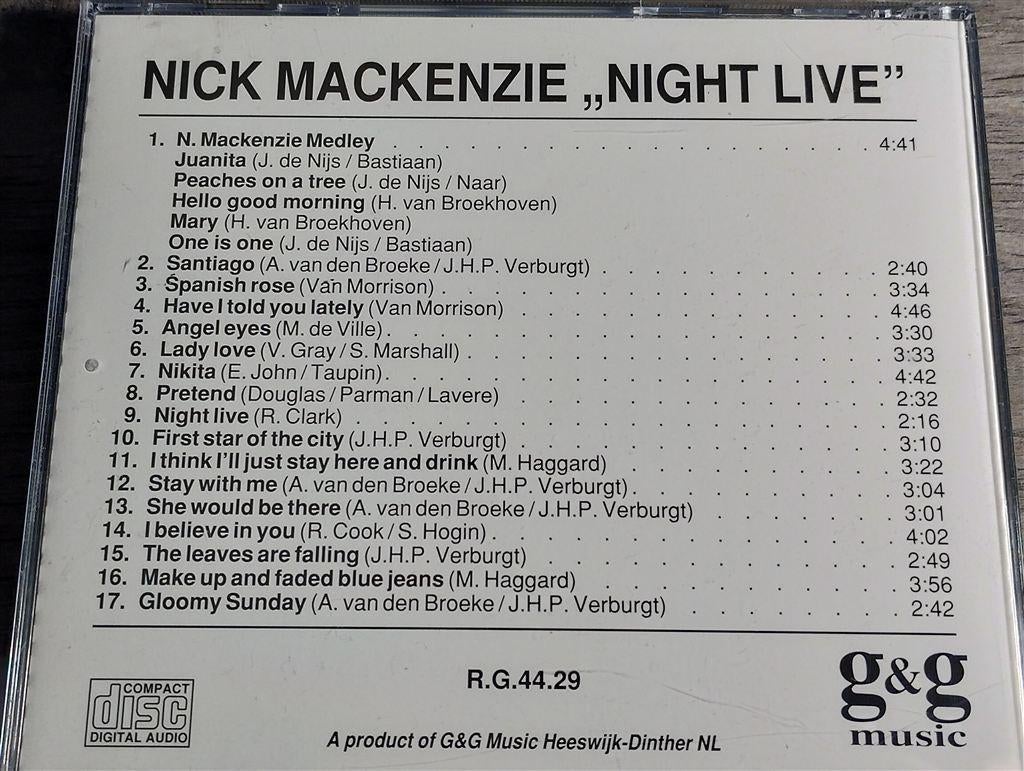 NICK MACKENZIE „NIGHT LIVE”
1. N. Mackenzie Medley . . . . . . . . . . . . . . . . . . . . . 4:41
Juanita (J. de Nijs / Bastiaan)
Peaches on a tree (J. de Nijs / Naar)
Hello good morning (H. van Broekhoven)
Mary (H. van Broekhoven)
One is one (J. de Nijs / Bastiaan)
2. Santiago (A. van den Broeke / J.H.P. Verburgt) . . . . . . . . . . . 2:40
3. Spanish rose (Van Morrison) . . . . . . . . . . . . . . . . . 3:34
4. Have I told you lately (Van Morrison) . . . . . . . . . . . . . . 4:46
5. Angel eyes (M. de Ville) . . . . . . . . . . . . . . . . . . . 3:30
6. Lady love (V. Gray / S. Marshall) . . . . . . . . . . . . . . . . 3:33
7. Nikita (E. John / Taupin) . . . . . . . . . . . . . . . . . . . 4:42
8. Pretend (Douglas / Parman / Lavere) . . . . . . . . . . . . . . 2:32
9. Night live (R. Clark) . . . . . . . . . . . . . . . . . . . . 2:16
10. First star of the city (J.H.P. Verburgt) . . . . . . . . . . . . . . 3:10
11. I think I'll just stay here and drink (M. Haggard) . . . . . . . . . . 3:22
12. Stay with me (A. van den Broeke / J.H.P. Verburgt) . . . . . . . . . . 3:04
13. She would be there (A. van den Broeke / J.H.P. Verburgt) . . . . . . . 3:01
14. I believe in you (R. Cook / S. Hogin) . . . . . . . . . . . . . . . 4:02
15. The leaves are falling (J.H.P. Verburgt) . . . . . . . . . . . . . . 2:49
16. Make up and faded blue jeans (M. Haggard) . . . . . . . . . . . 3:56
17. Gloomy Sunday (A. van den Broeke / J.H.P. Verburgt) . . . . . . . . 2:42
R.G.44.29
COMPACT
disc
DIGITAL AUDIO
A product of G&G Music Heeswijk-Dinther NL
g&g
music